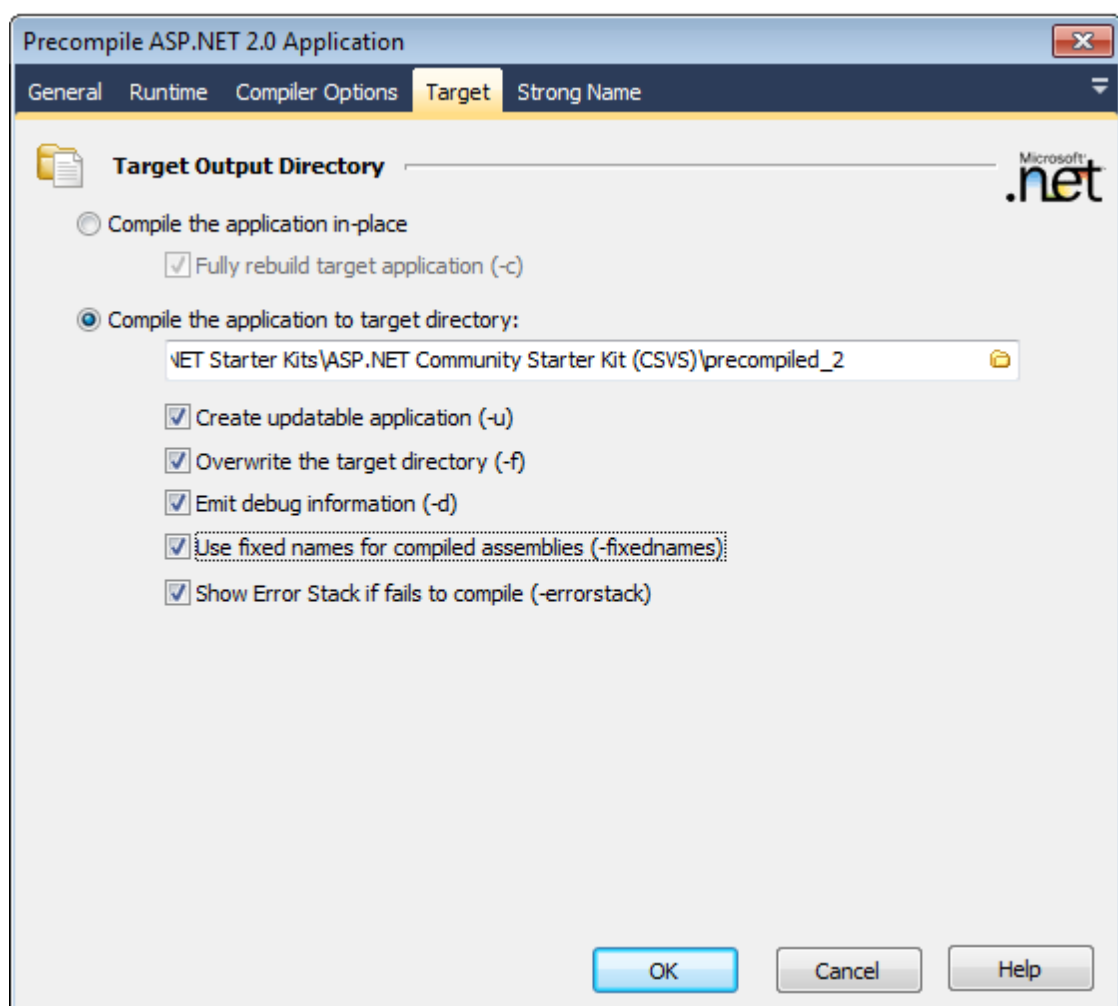 Precompile ASP.NET 2.0 Application
General Runtime Compiler Options Target Strong Name
Target Output Directory
Microsoft
.net
Compile the application in-place
Fully rebuild target application (-c)
Compile the application to target directory:
Starter Kits\ASP.NET Community Starter Kit (CSVS)\precompiled_2
Create updatable application (-u)
Overwrite the target directory (-f)
Emit debug information (-d)
Use fixed names for compiled assemblies (-fixednames)
Show Error Stack if fails to compile (-errorstack)
OK Cancel Help